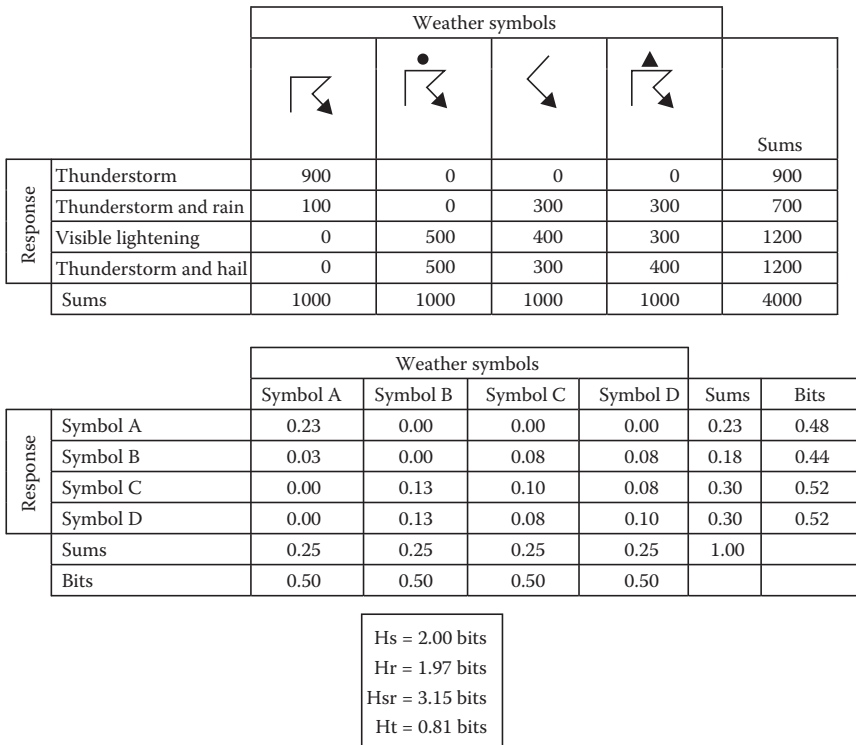 Weather symbols
Sums
Response
Thunderstorm 900 0 0 0 900
Thunderstorm and rain 100 0 300 300 700
Visible lightening 0 500 400 300 1200
Thunderstorm and hail 0 500 300 400 1200
Sums 1000 1000 1000 1000 4000
Weather symbols
Symbol A Symbol B Symbol C Symbol D Sums Bits
Response
Symbol A 0.23 0.00 0.00 0.00 0.23 0.48
Symbol B 0.03 0.00 0.08 0.08 0.18 0.44
Symbol C 0.00 0.13 0.10 0.08 0.30 0.52
Symbol D 0.00 0.13 0.08 0.10 0.30 0.52
Sums 0.25 0.25 0.25 0.25 1.00
Bits 0.50 0.50 0.50 0.50
Hs = 2.00 bits
Hr = 1.97 bits
Hsr = 3.15 bits
Ht = 0.81 bits